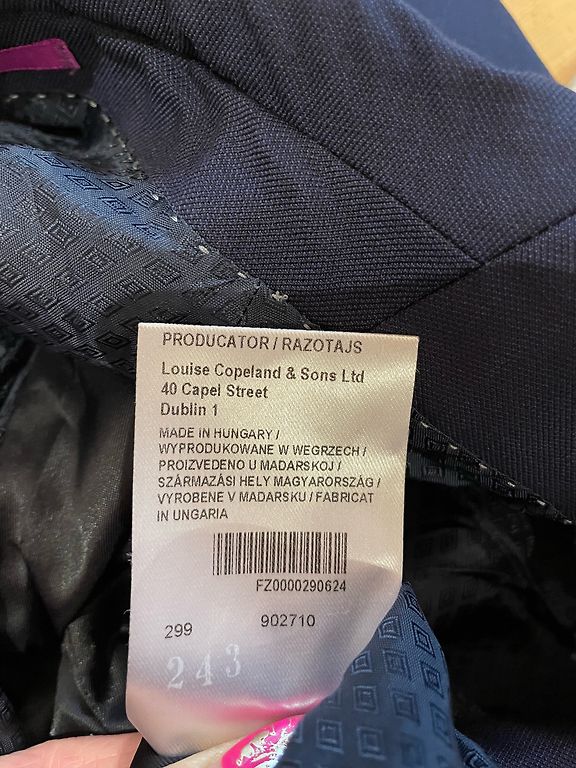 PRODUCATOR / RAZOTAJS
Louise Copeland & Sons Ltd
40 Capel Street
Dublin 1
MADE IN HUNGARY /
WYPRODUKOWANE W WEGRZECH /
PROIZVEDENO U MADARSKOJ /
SZÁRMAZÁSI HELY MAGYARORSZÁG /
VYROBENE V MADARSKU / FABRICAT
IN UNGARIA
FZ0000290624
299 902710
243